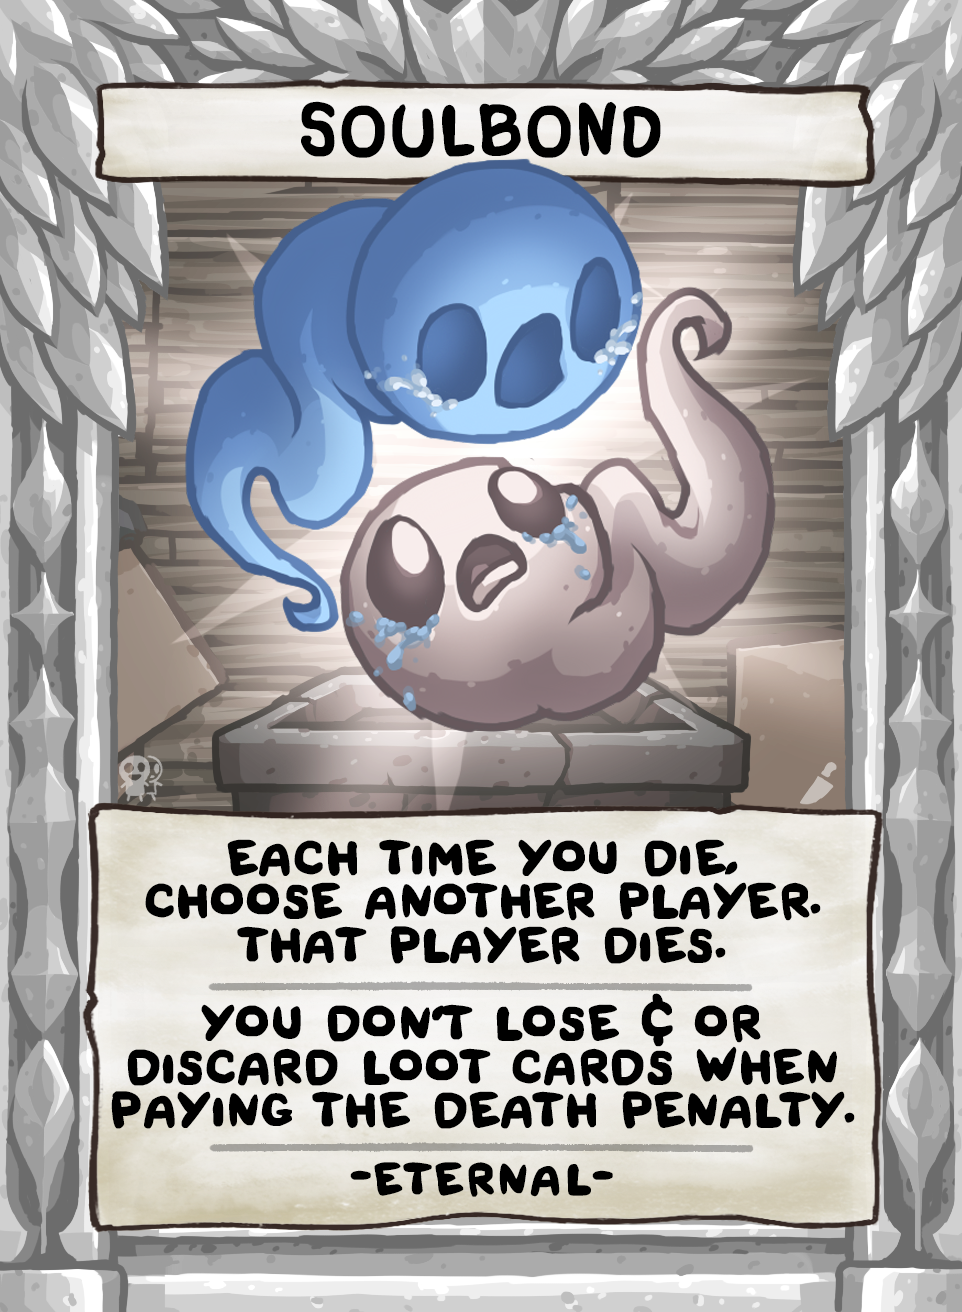 SOULBOND
EACH TIME YOU DIE,
CHOOSE ANOTHER PLAYER.
THAT PLAYER DIES.
YOU DON'T LOSE ¢ OR
DISCARD LOOT CARDS WHEN
PAYING THE DEATH PENALTY.
-ETERNAL-